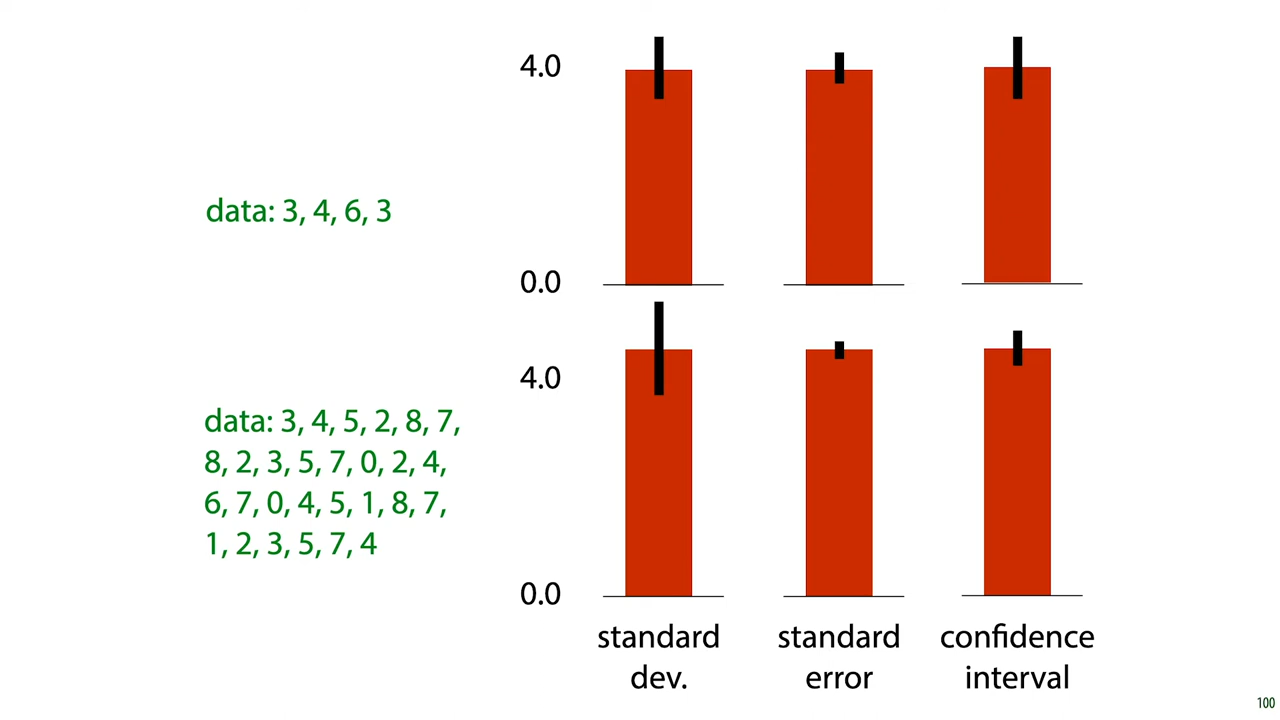 4.0
data: 3, 4, 6, 3
0.0
4.0
data: 3, 4, 5, 2, 8, 7,
8, 2, 3, 5, 7, 0, 2, 4,
6, 7, 0, 4, 5, 1, 8, 7,
1, 2, 3, 5, 7, 4
0.0
standard dev.
standard error
confidence interval
100